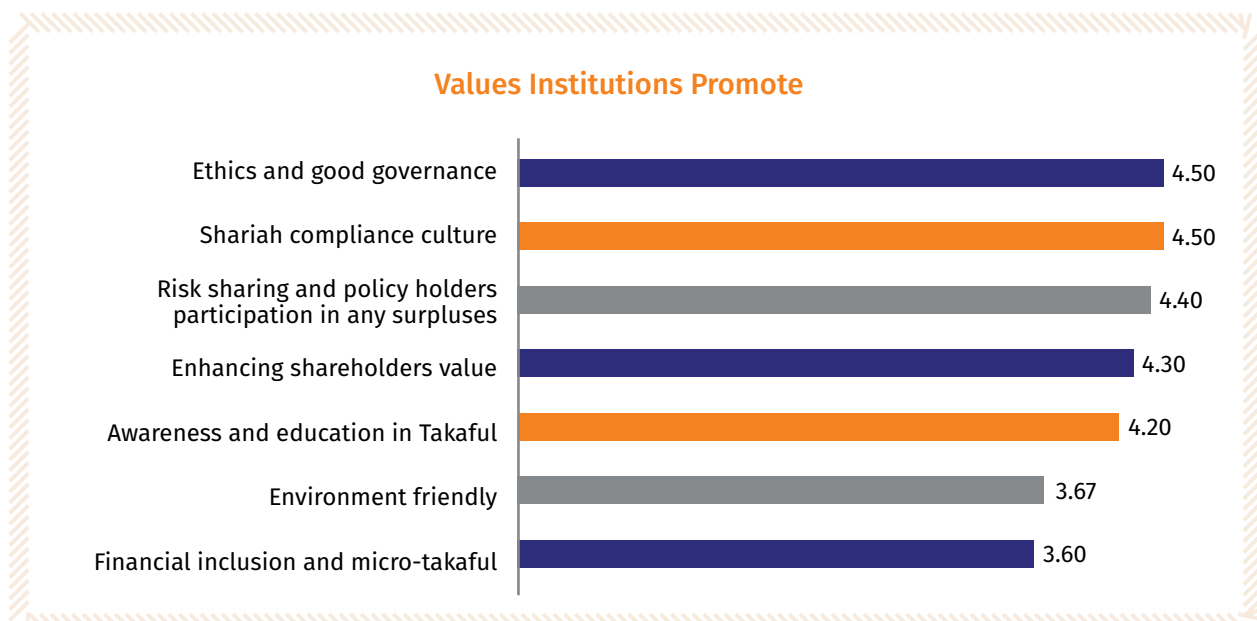 Values Institutions Promote
Ethics and good governance 4.50
Shariah compliance culture 4.50
Risk sharing and policy holders
participation in any surpluses 4.40
Enhancing shareholders value 4.30
Awareness and education in Takaful 4.20
Environment friendly 3.67
Financial inclusion and micro-takaful 3.60